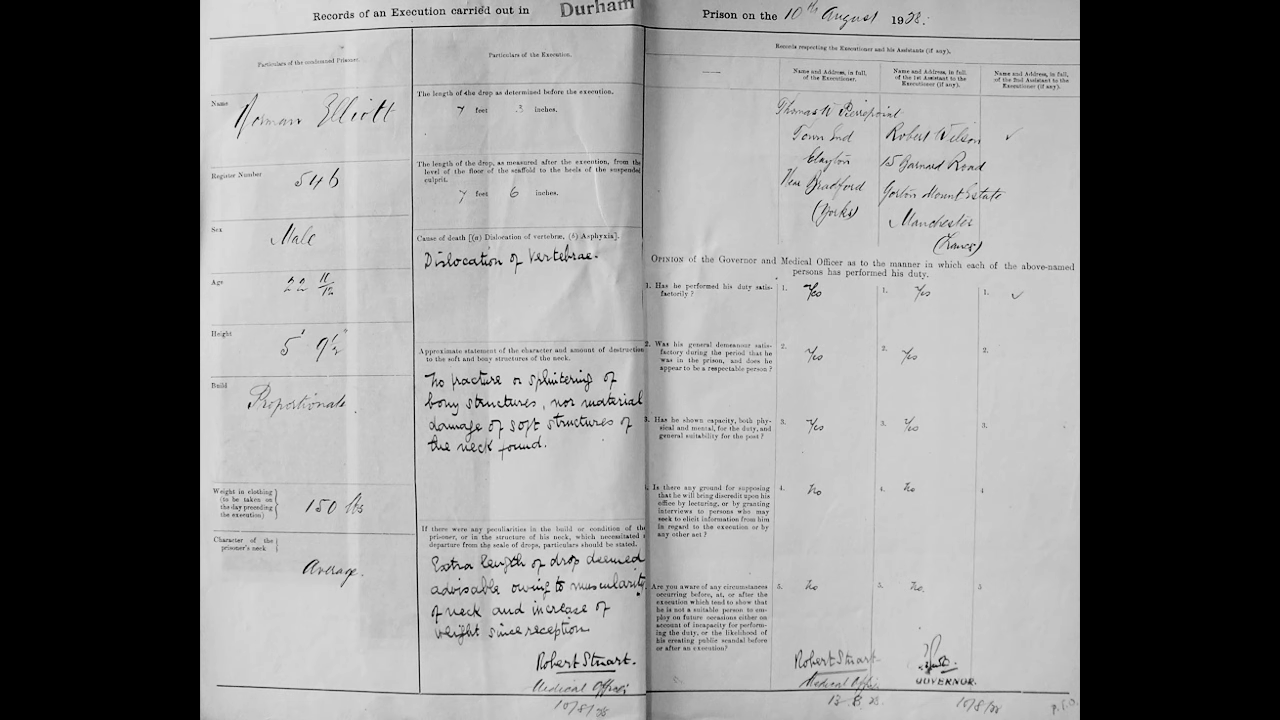 Records of an Execution carried out in Durham Prison on the 10th August 1928.
Particulars of the condemned Prisoner.
Name
Norman Elliott
Register Number
546
Sex
Male
Age
22 11/12
Height
5' 9½"
Build
Proportionate
Weight in clothing
(to be taken on
the day preceding
the execution)
150 lbs
Character of the
prisoner's neck
Average.
Particulars of the Execution.
The length of the drop as determined before the execution.
7 feet 3 inches.
The length of the drop, as measured after the execution, from the
level of the floor of the scaffold to the heels of the suspended
culprit.
7 feet 6 inches.
Cause of death [(a) Dislocation of vertebræ, (b) Asphyxia].
Dislocation of Vertebrae.
Approximate statement of the character and amount of destruction
to the soft and bony structures of the neck.
No fracture or splintering of
bony structures, nor material
damage of soft structures of
the neck found.
If there were any peculiarities in the build or condition of the
prisoner, or in the structure of his neck, which necessitated a
departure from the scale of drops, particulars should be stated.
Extra length of drop deemed
advisable owing to muscularity
of neck and increase of
weight since reception
Robert Stuart.
Medical Officer
10/8/28
Records respecting the Executioner and his Assistants (if any).
Name and Address, in full,
of the Executioner.
Thomas W Pierrepoint
Town End
Clayton
Near Bradford
(Yorks)
Name and Address, in full,
of the 1st Assistant to the
Executioner (if any).
Robert Wilson
15 Barnard Road
Gorton Mount Estate
Manchester
(Lancs)
Name and Address, in full,
of the 2nd Assistant to the
Executioner (if any).
OPINION of the Governor and Medical Officer as to the manner in which each of the above-named
persons has performed his duty.
1. Has he performed his duty satis-
factorily?
1. Yes
1. Yes
1.
2. Was his general demeanour satis-
factory during the period that he
was in the prison, and does he
appear to be a respectable person?
2. Yes
2. Yes
2.
3. Has he shown capacity, both phy-
sical and mental, for the duty, and
general suitability for the post?
3. Yes
3. Yes
3.
4. Is there any ground for supposing
that he will bring discredit upon his
office by lecturing, or by granting
interviews to persons who may
seek to elicit information from him
in regard to the execution or by
any other act?
4. No
4. No
4
5. Are you aware of any circumstances
occurring before, at, or after the
execution which tend to show that
he is not a suitable person to em-
ploy on future occasions either on
account of incapacity for perform-
ing the duty, or the likelihood of
his creating public scandal before
or after an execution?
5. No
5. No.
5
Robert Stuart
Medical Officer
13.8.28.
GOVERNOR.
10/8/28
P.T.O.